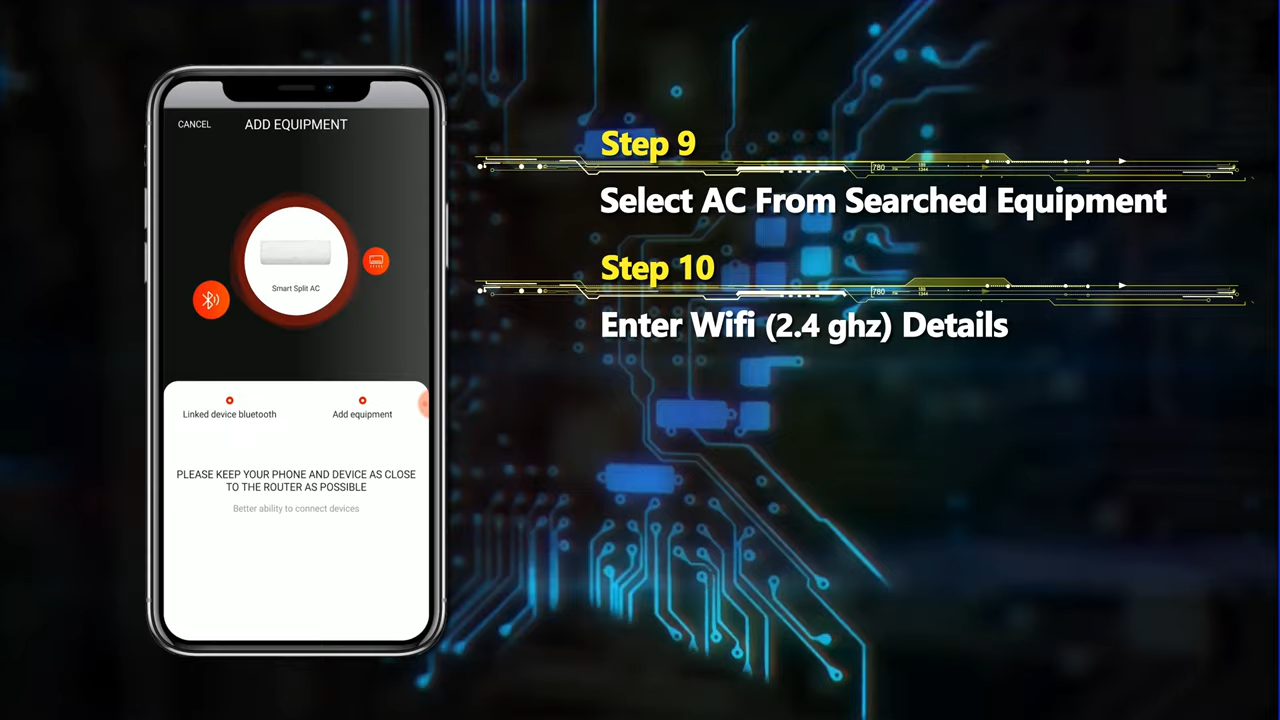 CANCEL
ADD EQUIPMENT
Smart Split AC
Linked device bluetooth
Add equipment
PLEASE KEEP YOUR PHONE AND DEVICE AS CLOSE
TO THE ROUTER AS POSSIBLE
Better ability to connect devices
Step 9
780
Select AC From Searched Equipment
Step 10
780
Enter Wifi (2.4 ghz) Details